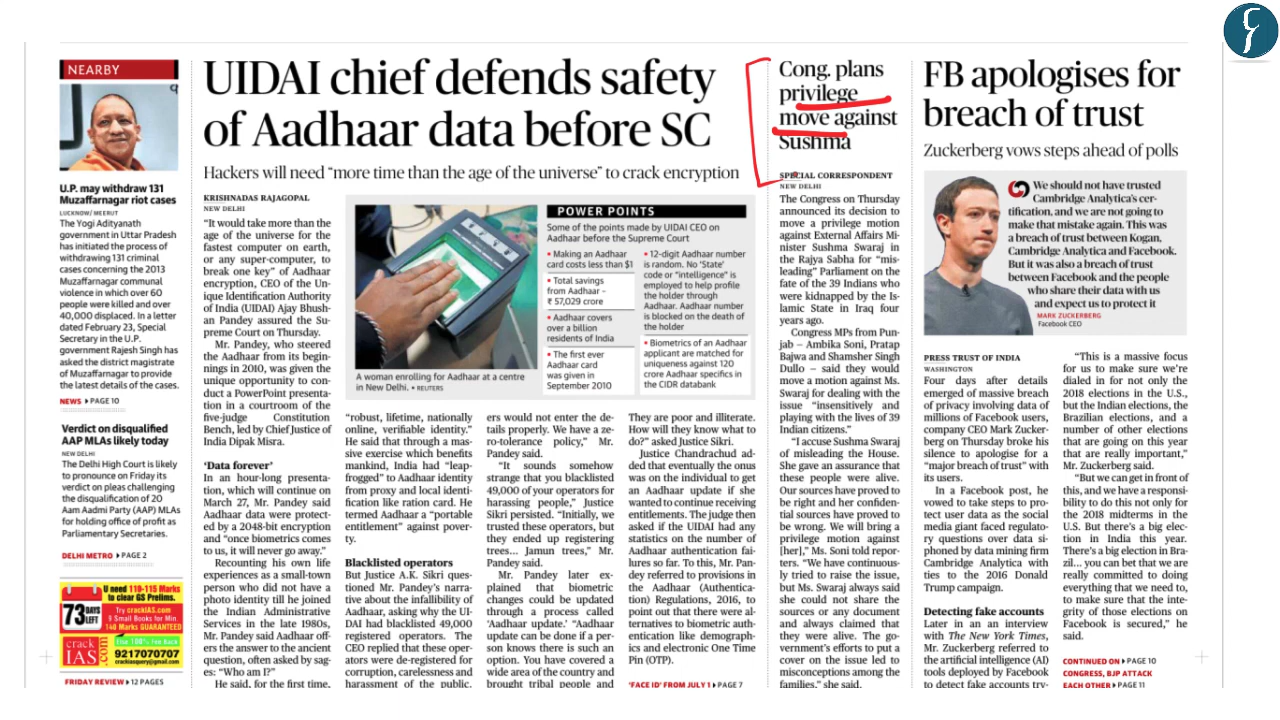 NEARBY
U.P. may withdraw 131
Muzaffarnagar riot cases
LUCKNOW/ MEERUT
The Yogi Adityanath
government in Uttar Pradesh
has initiated the process of
withdrawing 131 criminal
cases concerning the 2013
Muzaffarnagar communal
violence in which over 60
people were killed and over
40,000 displaced. In a letter
dated February 23, Special
Secretary in the U.P.
government Rajesh Singh has
asked the district magistrate
of Muzaffarnagar to provide
the latest details of the cases.
NEWS PAGE 10
Verdict on disqualified
AAP MLAs likely today
NEW DELHI
The Delhi High Court is likely
to pronounce on Friday its
verdict on pleas challenging
the disqualification of 20
Aam Aadmi Party (AAP) MLAs
for holding office of profit as
Parliamentary Secretaries.
DELHI METRO PAGE 2
U need 110-115 Marks
to clear GS Prelims.
73 DAYS LEFT
Try crackIAS.com
9 Small Books for Min.
140 Marks GUARANTEED
crack
IAS
.com
Use 100% Fee Back
9217070707
crackiasquery@gmail.com
FRIDAY REVIEW 12 PAGES
UIDAI chief defends safety
of Aadhaar data before SC
Hackers will need “more time than the age of the universe” to crack encryption
KRISHNADAS RAJAGOPAL
NEW DELHI
“It would take more than the
age of the universe for the
fastest computer on earth,
or any super-computer, to
break one key” of Aadhaar
encryption, CEO of the Un-
ique Identification Authority
of India (UIDAI) Ajay Bhush-
an Pandey assured the Su-
preme Court on Thursday.
Mr. Pandey, who steered
the Aadhaar from its begin-
nings in 2010, was given the
unique opportunity to con-
duct a PowerPoint presenta-
tion in a courtroom of the
five-judge Constitution
Bench, led by Chief Justice of
India Dipak Misra.
‘Data forever’
In an hour-long presenta-
tion, which will continue on
March 27, Mr. Pandey said
Aadhaar data were protect-
ed by a 2048-bit encryption
and “once biometrics comes
to us, it will never go away.”
Recounting his own life
experiences as a small-town
person who did not have a
photo identity till he joined
the Indian Administrative
Services in the late 1980s,
Mr. Pandey said Aadhaar off-
ers the answer to the ancient
question, often asked by sag-
es: “Who am I?”
He said, for the first time,
A woman enrolling for Aadhaar at a centre
in New Delhi. • REUTERS
POWER POINTS
Some of the points made by UIDAI CEO on
Aadhaar before the Supreme Court
• Making an Aadhaar
card costs less than $1
• Total savings
from Aadhaar -
₹ 57,029 crore
• Aadhaar covers
over a billion
residents of India
• The first ever
Aadhaar card
was given in
September 2010
• 12-digit Aadhaar number
is random. No ‘State’
code or “intelligence” is
employed to help profile
the holder through
Aadhaar. Aadhaar number
is blocked on the death of
the holder
• Biometrics of an Aadhaar
applicant are matched for
uniqueness against 120
crore Aadhaar specifics in
the CIDR databank
“robust, lifetime, nationally
online, verifiable identity.”
He said that through a mas-
sive exercise which benefits
mankind, India had “leap-
frogged” to Aadhaar identity
from proxy and local identi-
fication like ration card. He
termed Aadhaar a “portable
entitlement” against pover-
ty.
Blacklisted operators
But Justice A.K. Sikri ques-
tioned Mr. Pandey's narra-
tive about the infallibility of
Aadhaar, asking why the UI-
DAI had blacklisted 49,000
registered operators. The
CEO replied that these oper-
ators were de-registered for
corruption, carelessness and
harassment of the public.
ers would not enter the de-
tails properly. We have a ze-
ro-tolerance policy,” Mr.
Pandey said.
“It sounds somehow
strange that you blacklisted
49,000 of your operators for
harassing people,” Justice
Sikri persisted. “Initially, we
trusted these operators, but
they ended up registering
trees... Jamun trees,” Mr.
Pandey said.
Mr. Pandey later ex-
plained that biometric
changes could be updated
through a process called
‘Aadhaar update.’ “Aadhaar
update can be done if a per-
son knows there is such an
option. You have covered a
wide area of the country and
brought tribal people and
They are poor and illiterate.
How will they know what to
do?” asked Justice Sikri.
Justice Chandrachud ad-
ded that eventually the onus
was on the individual to get
an Aadhaar update if she
wanted to continue receiving
entitlements. The judge then
asked if the UIDAI had any
statistics on the number of
Aadhaar authentication fai-
lures so far. To this, Mr. Pan-
dey referred to provisions in
the Aadhaar (Authentica-
tion) Regulations, 2016, to
point out that there were al-
ternatives to biometric auth-
entication like demograph-
ics and electronic One Time
Pin (OTP).
‘FACE ID’ FROM JULY 1 PAGE 7
Cong. plans
privilege
move against
Sushma
SPECIAL CORRESPONDENT
NEW DELHI
The Congress on Thursday
announced its decision to
move a privilege motion
against External Affairs Mi-
nister Sushma Swaraj in
the Rajya Sabha for “mis-
leading” Parliament on the
fate of the 39 Indians who
were kidnapped by the Is-
lamic State in Iraq four
years ago.
Congress MPs from Pun-
jab – Ambika Soni, Pratap
Bajwa and Shamsher Singh
Dullo – said they would
move a motion against Ms.
Swaraj for dealing with the
issue “insensitively and
playing with the lives of 39
Indian citizens.”
“I accuse Sushma Swaraj
of misleading the House.
She gave an assurance that
these people were alive.
Our sources have proved to
be right and her confiden-
tial sources have proved to
be wrong. We will bring a
privilege motion against
[her],” Ms. Soni told repor-
ters. “We have continuous-
ly tried to raise the issue,
but Ms. Swaraj always said
she could not share the
sources or any document
and always claimed that
they were alive. The go-
vernment's efforts to put a
cover on the issue led to
misconceptions among the
families,” she said.
FB apologises for
breach of trust
Zuckerberg vows steps ahead of polls
We should not have trusted
Cambridge Analytica's cer-
tification, and we are not going to
make that mistake again. This was
a breach of trust between Kogan,
Cambridge Analytica and Facebook.
But it was also a breach of trust
between Facebook and the people
who share their data with us
and expect us to protect it
MARK ZUCKERBERG
Facebook CEO
PRESS TRUST OF INDIA
WASHINGTON
Four days after details
emerged of massive breach
of privacy involving data of
millions of Facebook users,
company CEO Mark Zucker-
berg on Thursday broke his
silence to apologise for a
“major breach of trust” with
its users.
In a Facebook post, he
vowed to take steps to pro-
tect user data as the social
media giant faced regulato-
ry questions over data si-
phoned by data mining firm
Cambridge Analytica with
ties to the 2016 Donald
Trump campaign.
Detecting fake accounts
Later in an an interview
with The New York Times,
Mr. Zuckerberg referred to
the artificial intelligence (AI)
tools deployed by Facebook
to detect fake accounts try-
“This is a massive focus
for us to make sure we're
dialed in for not only the
2018 elections in the U.S.,
but the Indian elections, the
Brazilian elections, and a
number of other elections
that are going on this year
that are really important,”
Mr. Zuckerberg said.
“But we can get in front of
this, and we have a responsi-
bility to do this not only for
the 2018 midterms in the
U.S. But there's a big elec-
tion in India this year.
There's a big election in Bra-
zil... you can bet that we are
really committed to doing
everything that we need to,
to make sure that the inte-
grity of those elections on
Facebook is secured,” he
said.
CONTINUED ON PAGE 10
CONGRESS, BJP ATTACK
EACH OTHER PAGE 11